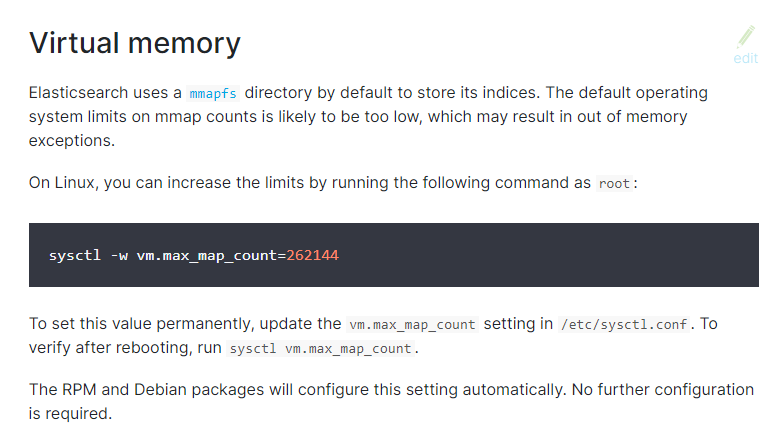 Virtual memory
edit
Elasticsearch uses a mmapfs directory by default to store its indices. The default operating
system limits on mmap counts is likely to be too low, which may result in out of memory
exceptions.
On Linux, you can increase the limits by running the following command as root:
sysctl -w vm.max_map_count=262144
To set this value permanently, update the vm.max_map_count setting in /etc/sysctl.conf. To
verify after rebooting, run sysctl vm.max_map_count.
The RPM and Debian packages will configure this setting automatically. No further configuration
is required.